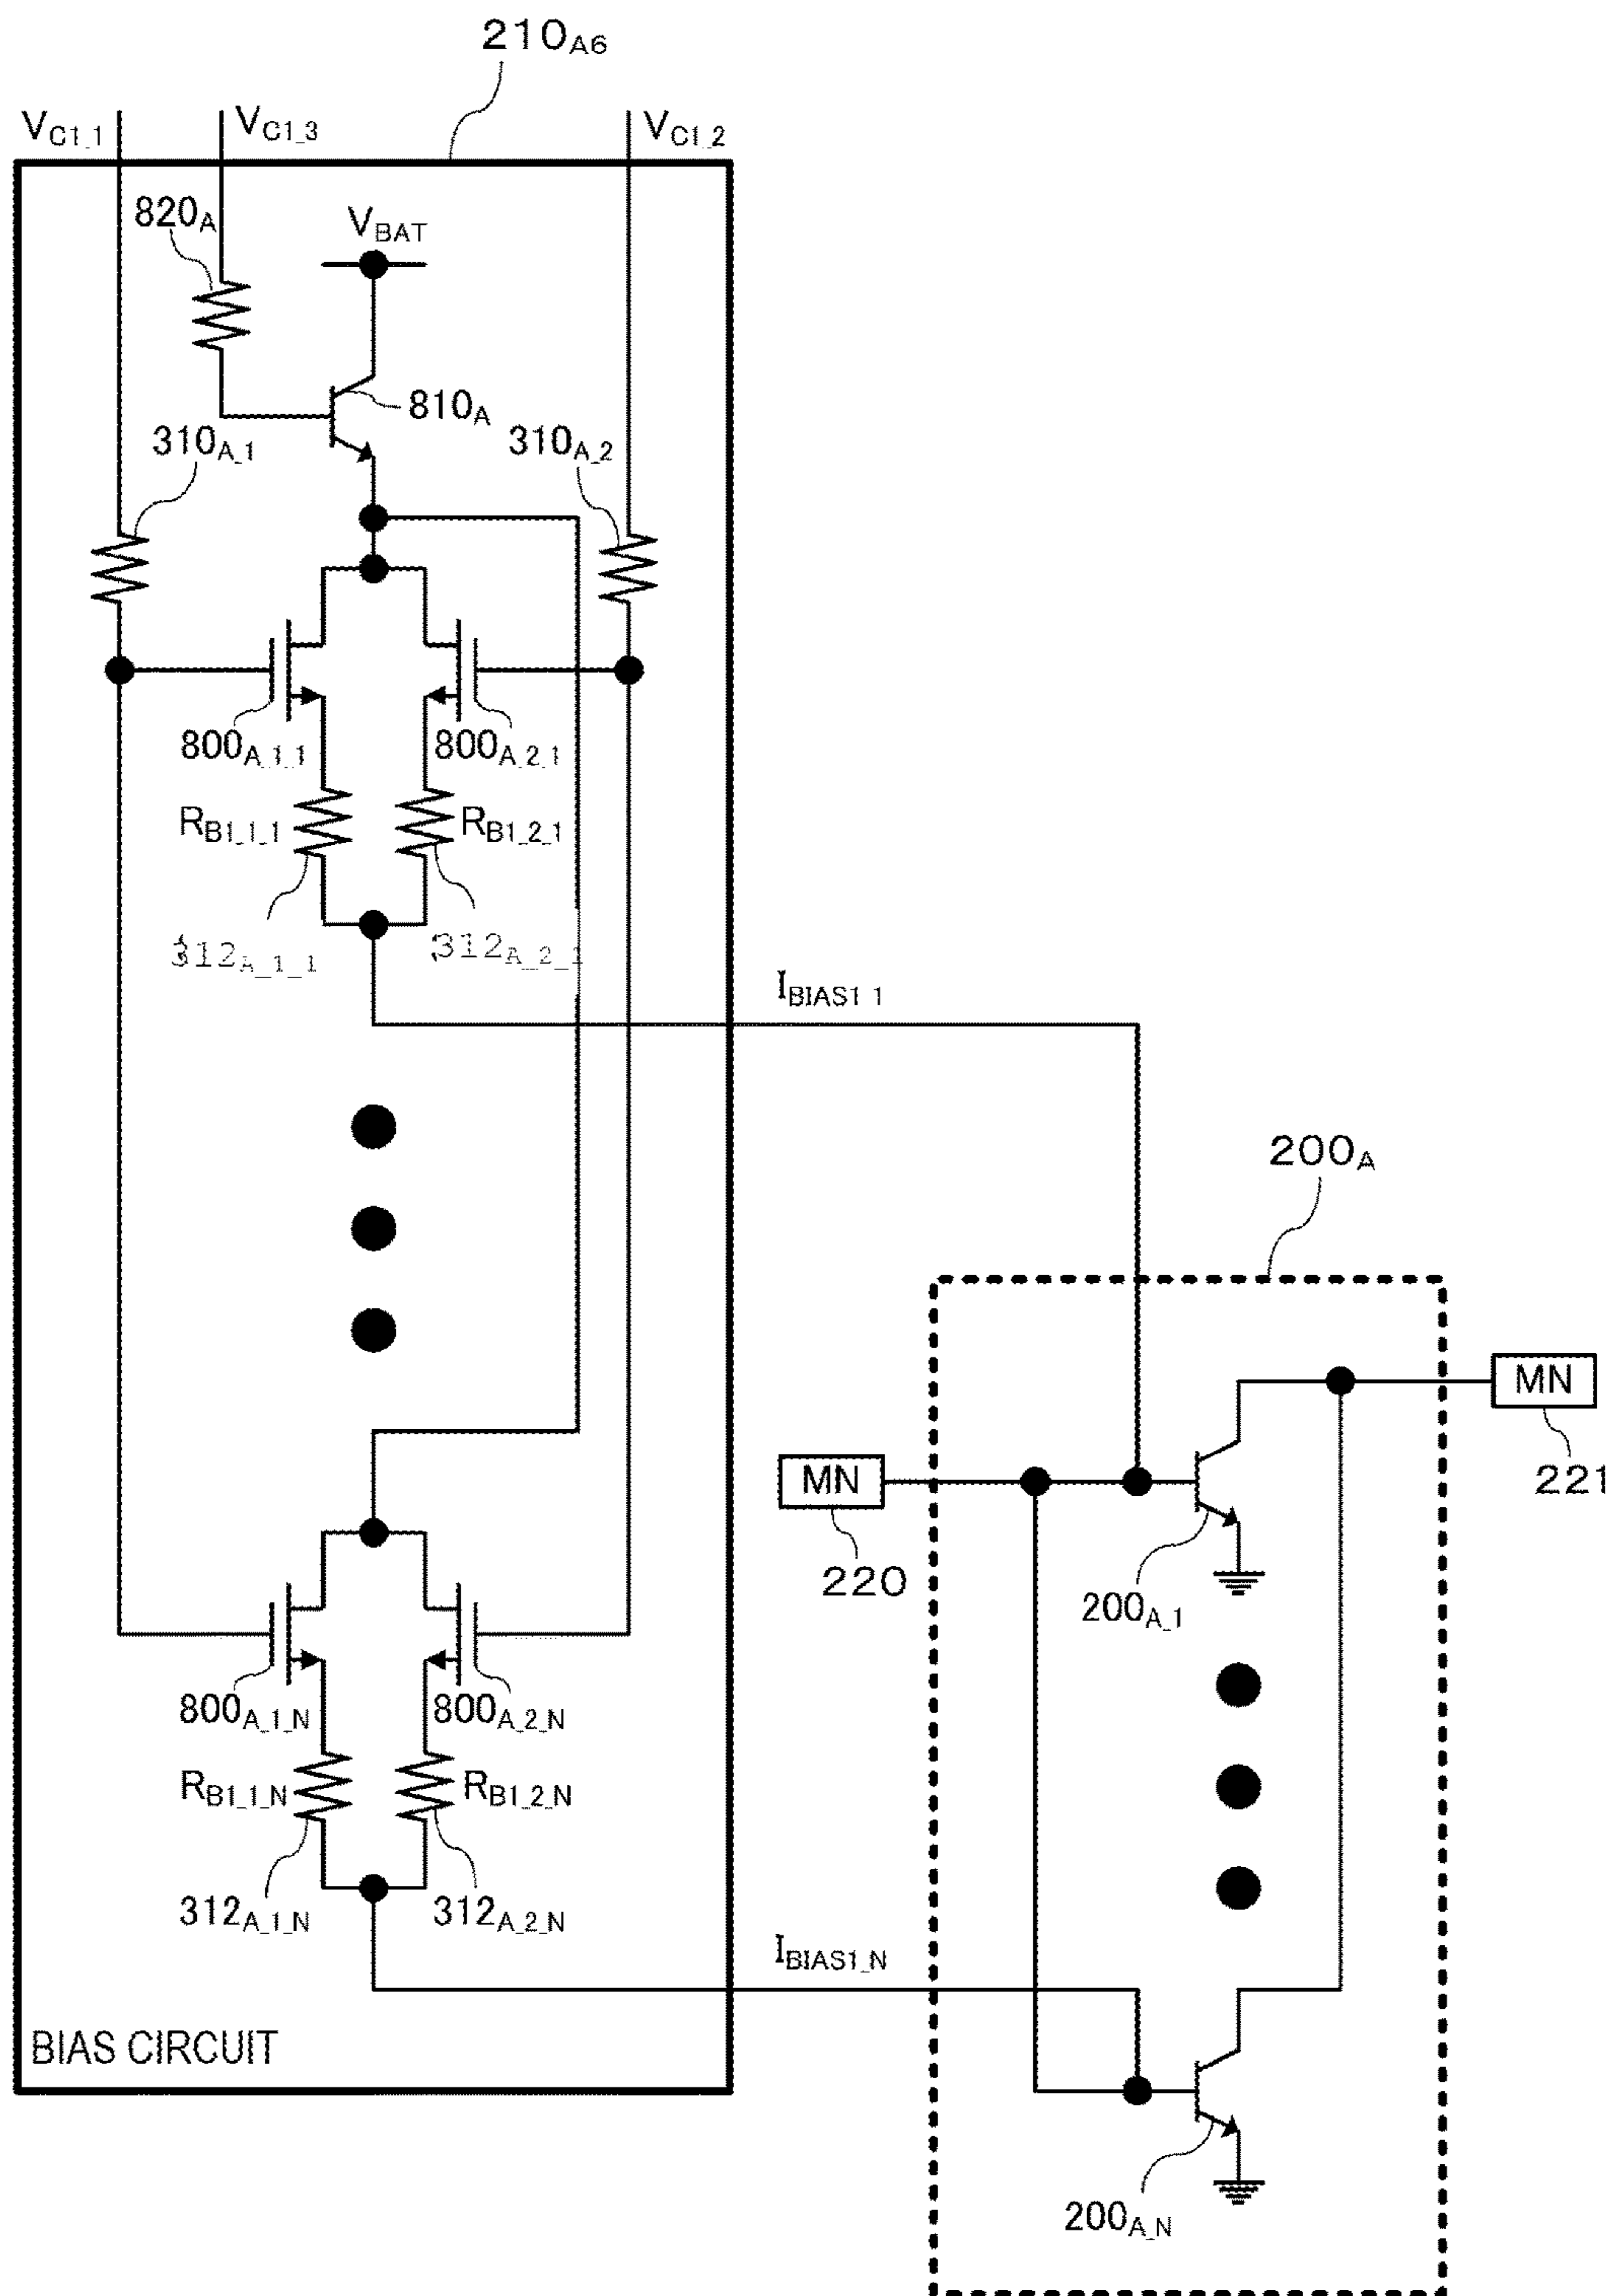 210A6
VC1_1
VC1_3
VC1_2
820A
VBAT
810A
310A_1
310A_2
800A_1_1
800A_2_1
RB1_1_1
RB1_2_1
312A_1_1
312A_2_1
IBIAS1_1
200A
MN
221
MN
220
200A_1
800A_1_N
800A_2_N
RB1_1_N
RB1_2_N
312A_1_N
312A_2_N
IBIAS1_N
BIAS CIRCUIT
200A_N